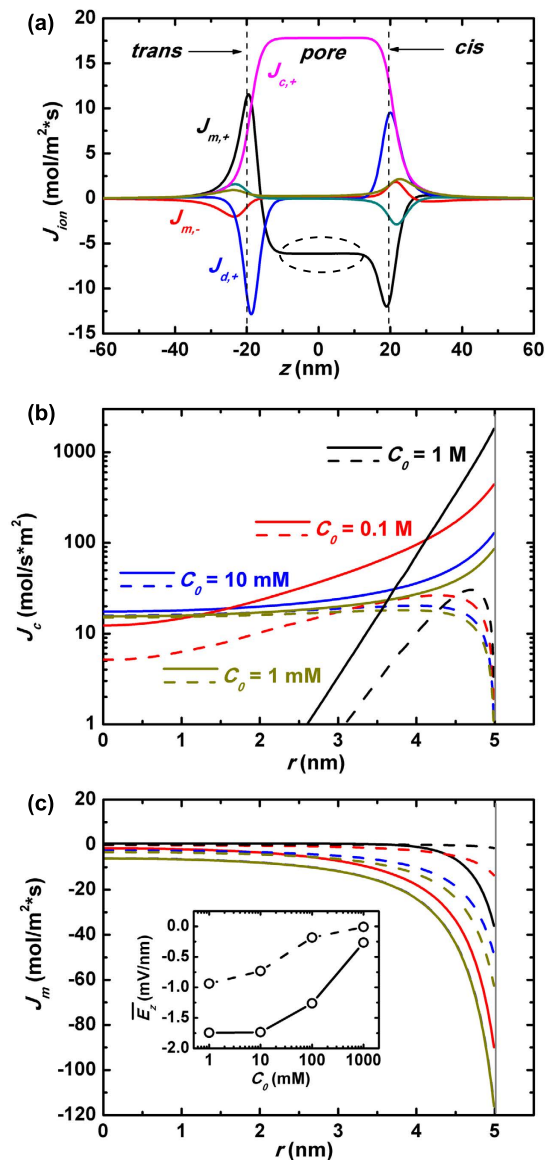 (a)
trans
pore
cis
J_c,+
J_m,+
J_m,-
J_d,+
J_ion (mol/m²*s)
20
15
10
5
0
-5
-10
-15
-60 -40 -20 0 20 40 60
z (nm)
(b)
C_0 = 1 M
C_0 = 0.1 M
C_0 = 10 mM
C_0 = 1 mM
J_c (mol/s*m²)
1000
100
10
1
0 1 2 3 4 5
r (nm)
(c)
J_m (mol/m²*s)
20
0
-20
-40
-60
-80
-100
-120
E̅_z (mV/nm)
0.0
-0.5
-1.0
-1.5
-2.0
1 10 100 1000
C_0 (mM)
0 1 2 3 4 5
r (nm)